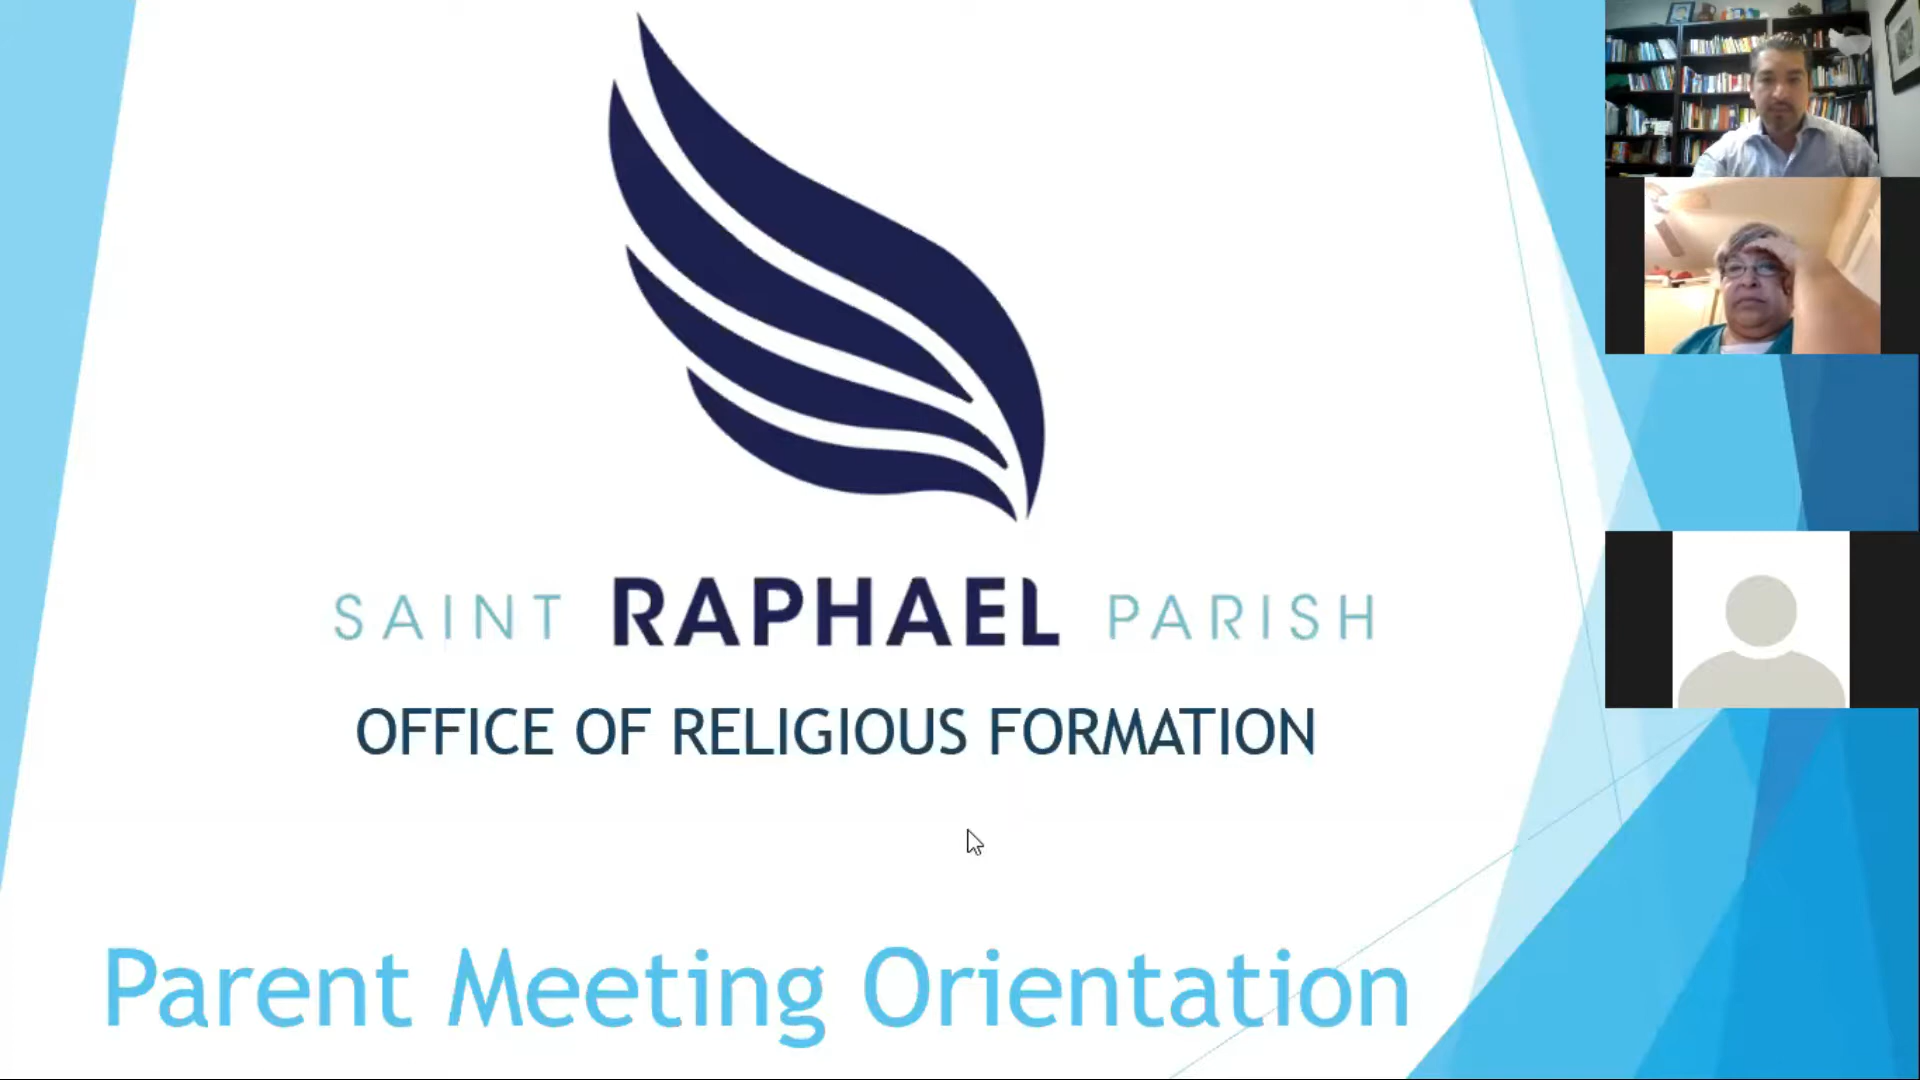 SAINT RAPHAEL PARISH
OFFICE OF RELIGIOUS FORMATION
Parent Meeting Orientation